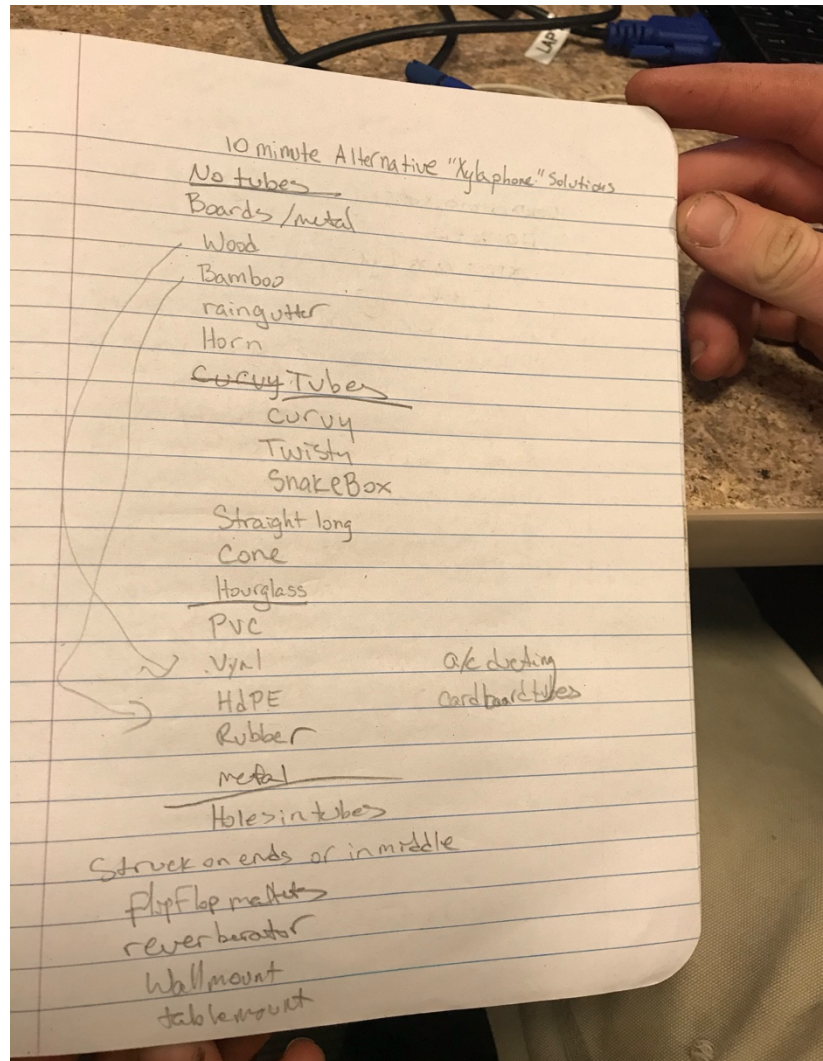 LAP
10 minute Alternative "Xylaphone" Solutions
No tubes
Boards/metal
Wood
Bamboo
raingutter
Horn
Curvy Tubes
curvy
Twisty
SnakeBox
Straight long
Cone
Hourglass
PVC
Vynl a/c ducting
HdPE cardboard tubes
Rubber
metal
Holes in tubes
Struck on ends or in middle
flipFlop mallets
reverberator
Wallmount
tablemount